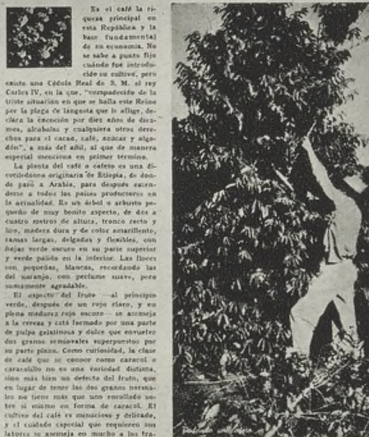 Es el café la ri-
queza principal en
esta República y la
base fundamental
de su economía. No
se sabe a punto fijo
cuándo fué introdu-
cido su cultivo, pero
existe una Cédula Real de S. M. el rey
Carlos IV, en la que, "compadecido de la
triste situación en que se halla este Reino
por la plaga de langosta que lo aflige, de-
clara la exención por diez años de diez-
mos, alcabalas y cualquiera otros dere-
chos para el cacao, café, azúcar y algo-
dón", a más del añil, al que de manera
especial menciona en primer término.
La planta del café o cafeto es una di-
cotiledónea originaria de Etiopía, de don-
de pasó a Arabia, para después exten-
derse a todos los países productores en
la actualidad. Es un árbol o arbusto pe-
queño de muy bonito aspecto, de dos a
cuatro metros de altura, tronco recto y
liso, madera dura y de color amarillento,
ramas largas, delgadas y flexibles, con
hojas verde oscuro en su parte superior
y verde pálido en la inferior. Las flores
son pequeñas, blancas, recordando las
del naranjo, con perfume suave, pero
sumamente agradable.
El aspecto del fruto —al principio
verde, después de un rojo claro, y en
plena madurez rojo oscuro— se asemeja
a la cereza y está formado por una parte
de pulpa gelatinosa y dulce que envuelve
dos granos semiovales superpuestos por
su parte plana. Como curiosidad, la clase
de café que se conoce como caracol o
caracolillo no es una variedad distinta,
sino más bien un defecto del fruto, que
en lugar de tener los dos granos norma-
les no tiene más que uno enrollado so-
bre sí mismo en forma de caracol. El
cultivo del café es minucioso y delicado,
y el cuidado especial que requieren sus
labores se asemeja en mucho a los tra-